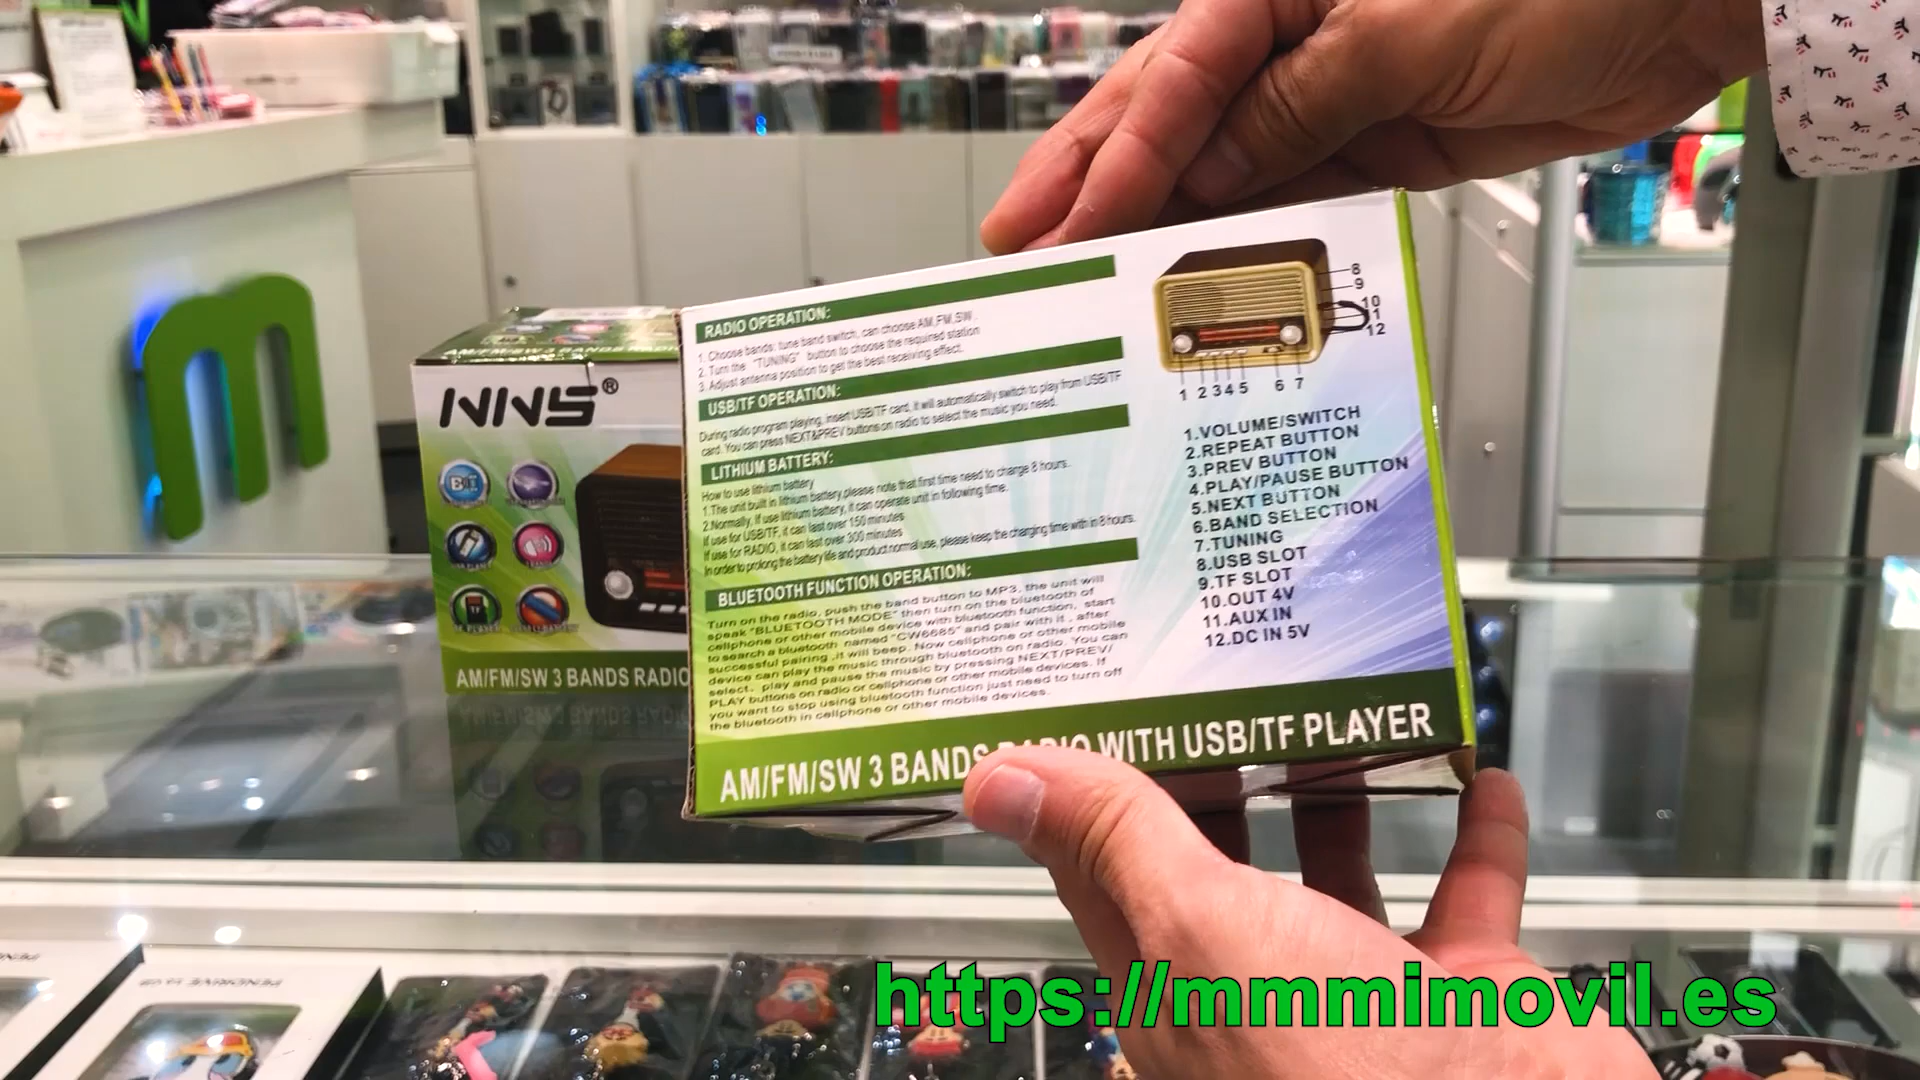 RADIO OPERATION:
1. Choose bands: tune band switch, can choose AM,FM,SW.
2. Turn the "TUNING" button to choose the required station
3. Adjust antenna position to get the best receiving effect.
USB/TF OPERATION:
During radio program playing, insert USB/TF card, it will automatically switch to play from USB/TF
card. You can press NEXT&PREV buttons on radio to select the music you need.
LITHIUM BATTERY:
How to use lithium battery
1.The unit built in lithium battery,please note that first time need to charge 8 hours.
2.Normally. If use lithium battery, it can operate unit in following time.
If use for USB/TF, it can last over 150 minutes
If use for RADIO, it can last over 300 minutes
In order to prolong the battery life and product normal use, please keep the charging time with in 8 hours.
BLUETOOTH FUNCTION OPERATION:
Turn on the radio, push the band button to MP3, the unit will
speak "BLUETOOTH MODE" then turn on the bluetooth of
cellphone or other mobile device with bluetooth function, start
to search a bluetooth named "CW6685" and pair with it , after
successful pairing ,it will beep. Now cellphone or other mobile
device can play the music through bluetooth on radio. You can
select, play and pause the music by pressing NEXT/PREV/
PLAY buttons on radio or cellphone or other mobile devices. If
you want to stop using bluetooth function just need to turn off
the bluetooth in cellphone or other mobile devices.
8
9
10
11
12
1 2 3 4 5 6 7
1.VOLUME/SWITCH
2.REPEAT BUTTON
3.PREV BUTTON
4.PLAY/PAUSE BUTTON
5.NEXT BUTTON
6.BAND SELECTION
7.TUNING
8.USB SLOT
9.TF SLOT
10.OUT 4V
11.AUX IN
12.DC IN 5V
AM/FM/SW 3 BANDS RADIO WITH USB/TF PLAYER
AM/FM/SW 3 BANDS RADIO
NNS®
AM/FM/SW 3 BANDS RADIO
m
PENDRIVE
https://mmmimovil.es